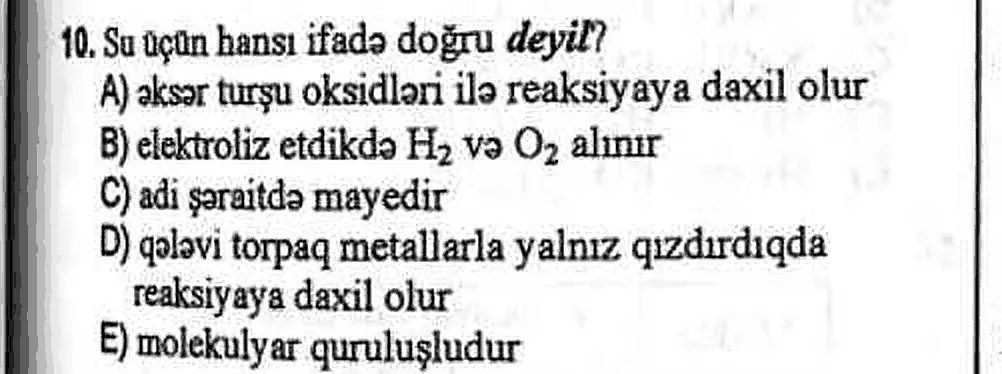 10. Su üçün hansı ifadə doğru deyil?
A) əksər turşu oksidləri ilə reaksiyaya daxil olur
B) elektroliz etdikdə H₂ və O₂ alınır
C) adi şəraitdə mayedir
D) qələvi torpaq metallarla yalnız qızdırdıqda
reaksiyaya daxil olur
E) molekulyar quruluşludur